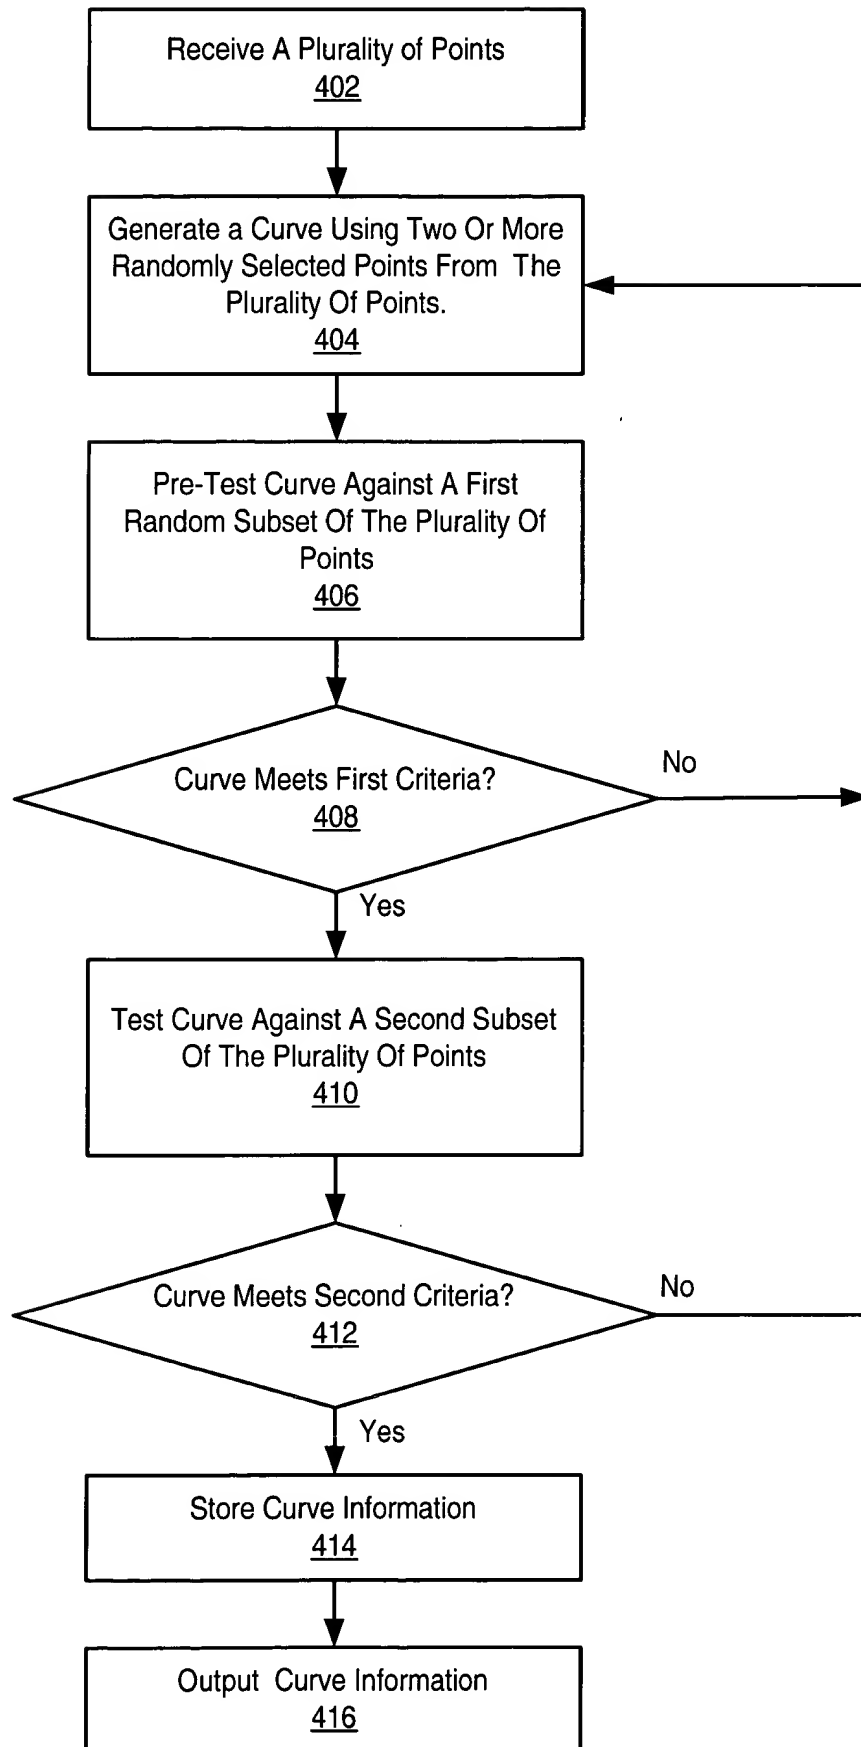 Receive A Plurality of Points
402
Generate a Curve Using Two Or More
Randomly Selected Points From The
Plurality Of Points.
404
Pre-Test Curve Against A First
Random Subset Of The Plurality Of
Points
406
Curve Meets First Criteria?
408
No
Yes
Test Curve Against A Second Subset
Of The Plurality Of Points
410
Curve Meets Second Criteria?
412
No
Yes
Store Curve Information
414
Output Curve Information
416